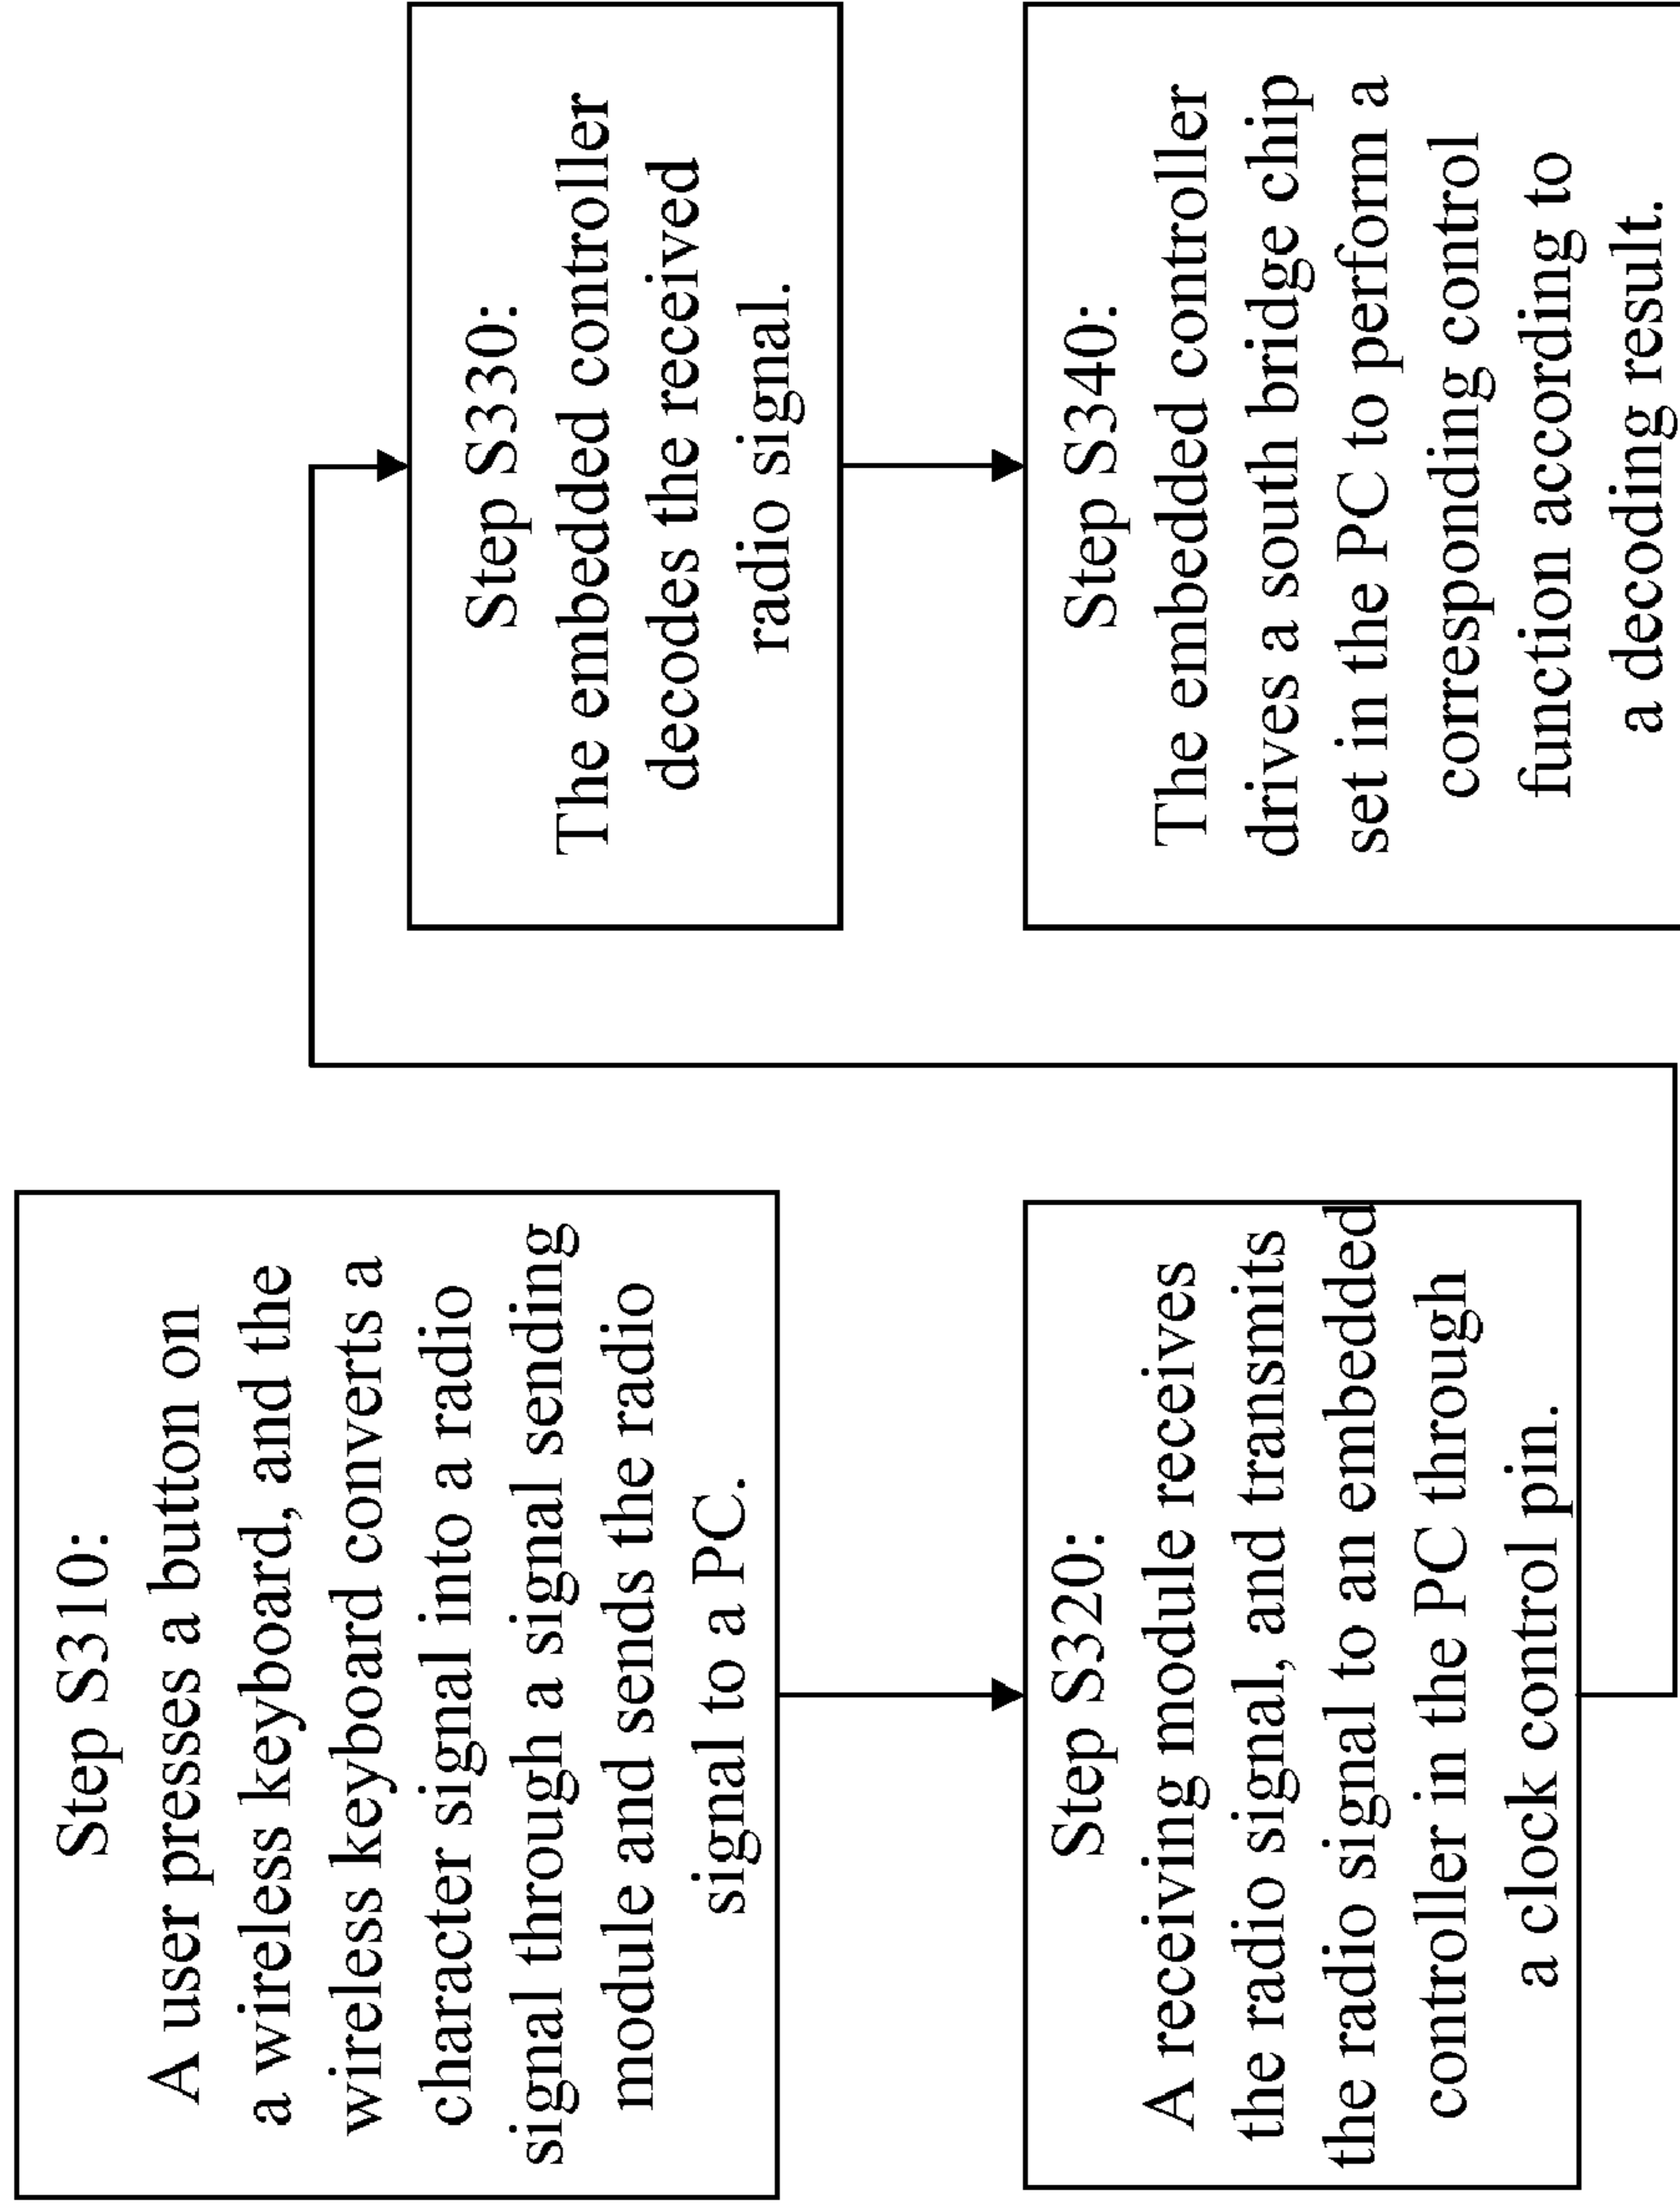 Step S310:
A user presses a button on
a wireless keyboard, and the
wireless keyboard converts a
character signal into a radio
signal through a signal sending
module and sends the radio
signal to a PC.
Step S320:
A receiving module receives
the radio signal, and transmits
the radio signal to an embedded
controller in the PC through
a clock control pin.
Step S330:
The embedded controller
decodes the received
radio signal.
Step S340:
The embedded controller
drives a south bridge chip
set in the PC to perform a
corresponding control
function according to
a decoding result.